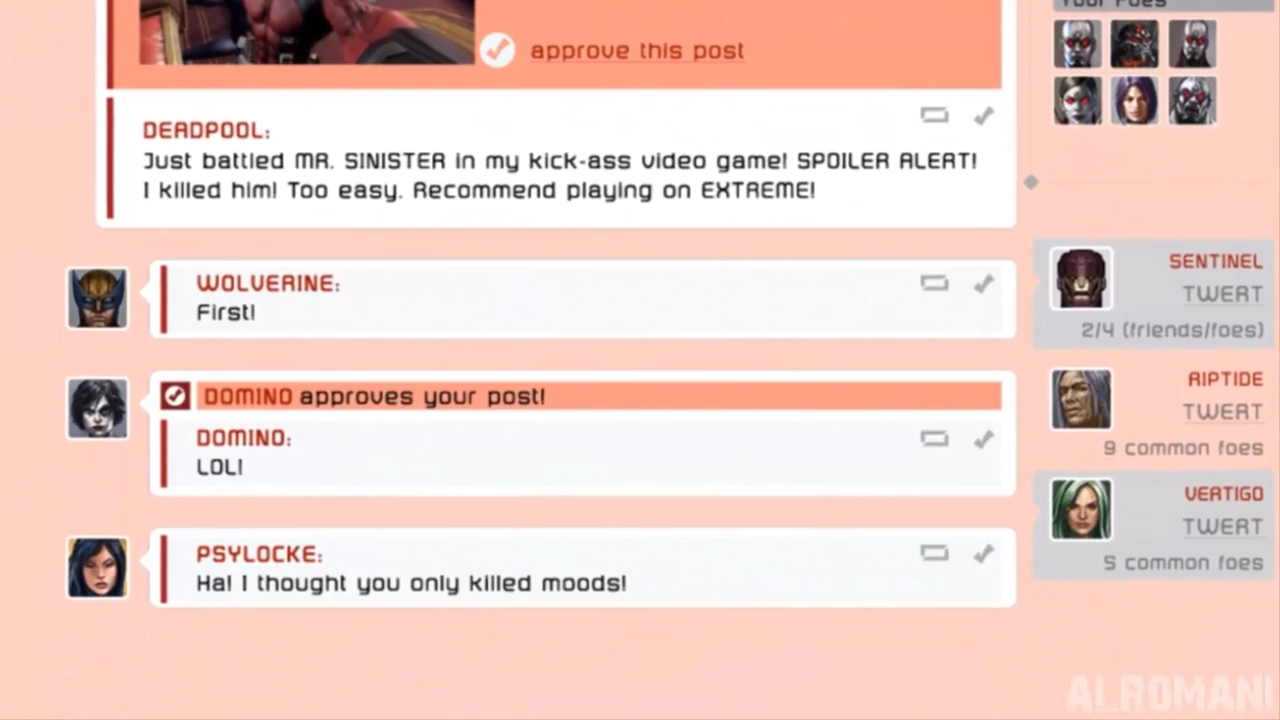 Your Foes
approve this post
DEADPOOL:
Just battled MR. SINISTER in my kick-ass video game! SPOILER ALERT!
I killed him! Too easy. Recommend playing on EXTREME!
WOLVERINE:
First!
DOMINO approves your post!
DOMINO:
LOL!
PSYLOCKE:
Ha! I thought you only killed moods!
SENTINEL
TWERT
2/4 (friends/foes)
RIPTIDE
TWERT
9 common foes
VERTIGO
TWERT
5 common foes
ALROMANI